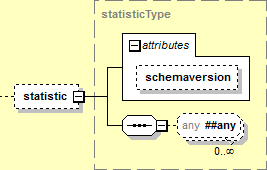 statisticType
attributes
schemaversion
statistic
any ##any
0..∞